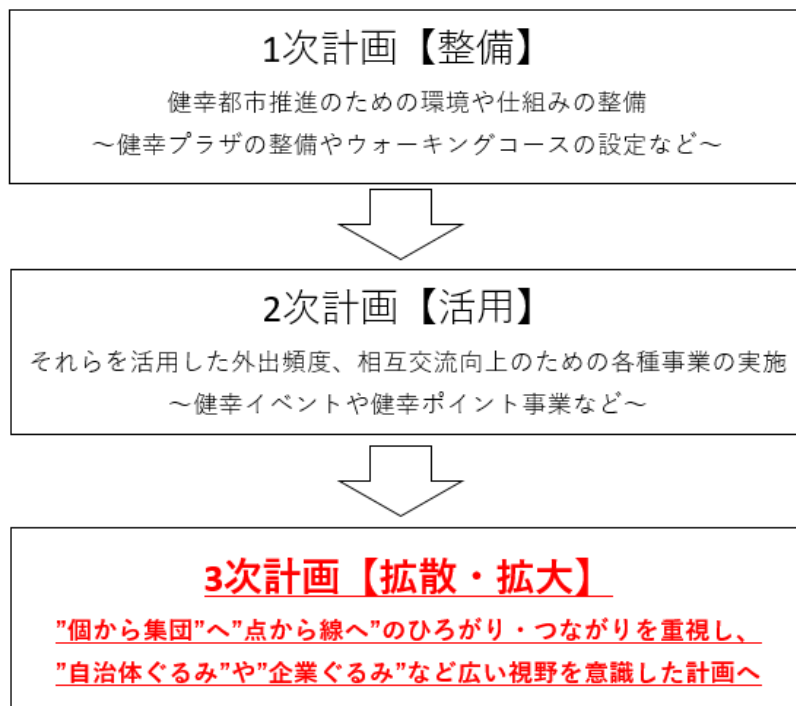 1次計画【整備】
健幸都市推進のための環境や仕組みの整備
～健幸プラザの整備やウォーキングコースの設定など～
2次計画【活用】
それらを活用した外出頻度、相互交流向上のための各種事業の実施
～健幸イベントや健幸ポイント事業など～
3次計画【拡散・拡大】
”個から集団”へ”点から線へ”のひろがり・つながりを重視し、
”自治体ぐるみ”や”企業ぐるみ”など広い視野を意識した計画へ